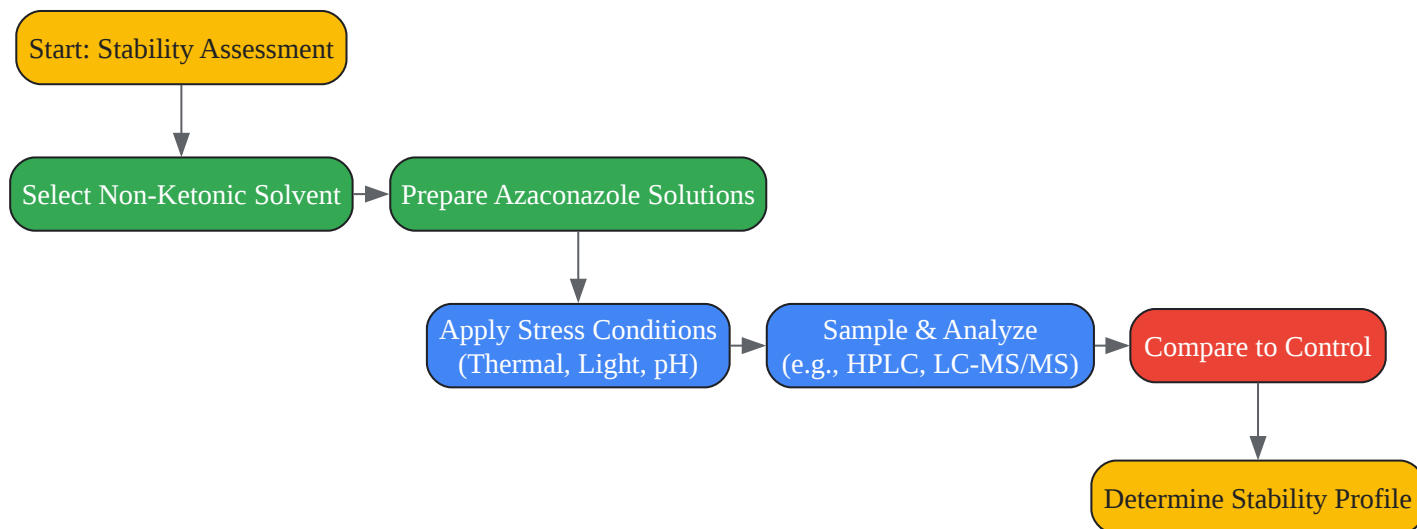 Start: Stability Assessment
Select Non-Ketonic Solvent
Prepare Azaconazole Solutions
Apply Stress Conditions
(Thermal, Light, pH)
Sample & Analyze
(e.g., HPLC, LC-MS/MS)
Compare to Control
Determine Stability Profile